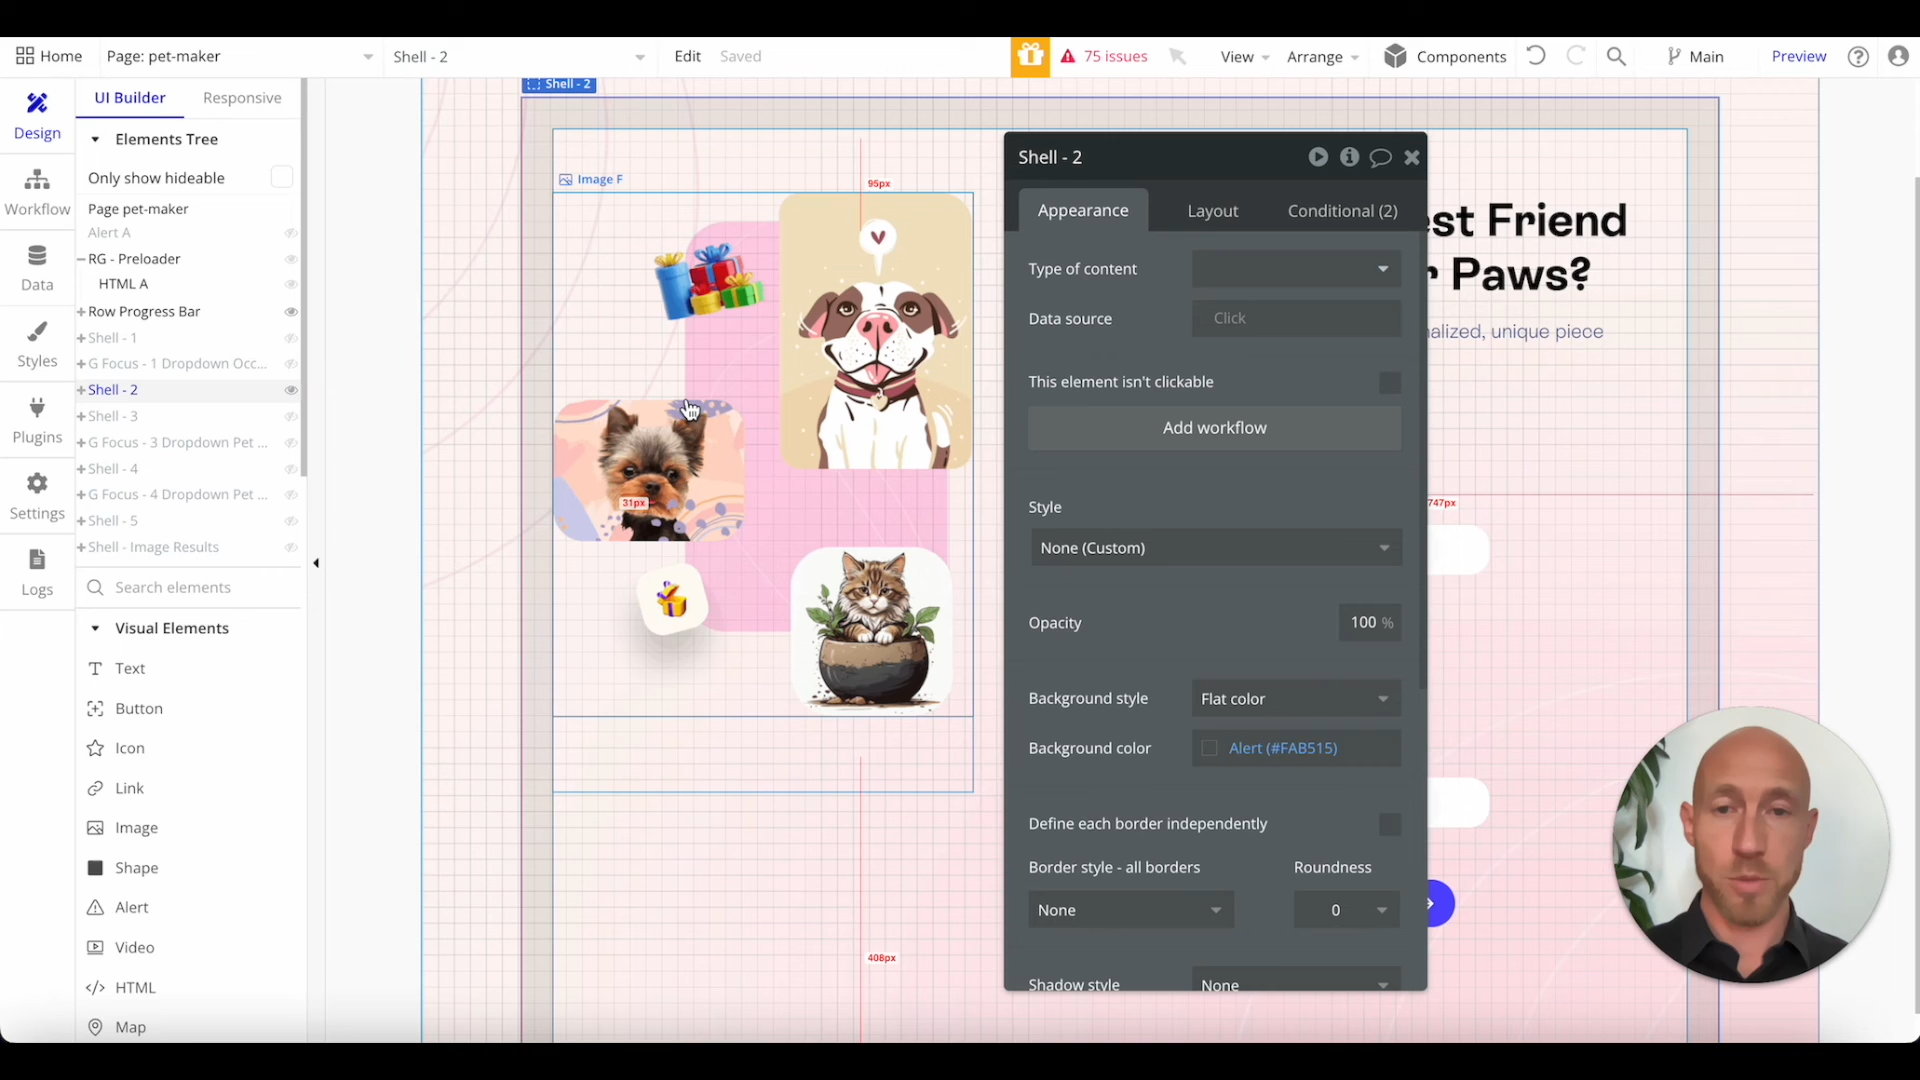 Home
Page: pet-maker
Shell - 2
Edit
Saved
75 issues
View
Arrange
Components
Main
Preview
Design
Workflow
Data
Styles
Plugins
Settings
Logs
UI Builder
Responsive
Elements Tree
Only show hideable
Page pet-maker
Alert A
RG - Preloader
HTML A
Row Progress Bar
Shell - 1
G Focus - 1 Dropdown Occ...
Shell - 2
Shell - 3
G Focus - 3 Dropdown Pet ...
Shell - 4
G Focus - 4 Dropdown Pet ...
Shell - 5
Shell - Image Results
Search elements
Visual Elements
Text
Button
Icon
Link
Image
Shape
Alert
Video
HTML
Map
Shell - 2
Image F
95px
31px
408px
Shell - 2
Appearance
Layout
Conditional (2)
Type of content
Data source
Click
This element isn't clickable
Add workflow
Style
None (Custom)
Opacity
100 %
Background style
Flat color
Background color
Alert (#FAB515)
Define each border independently
Border style - all borders
Roundness
None
0
Shadow style
None
est Friend
r Paws?
nalized, unique piece
747px